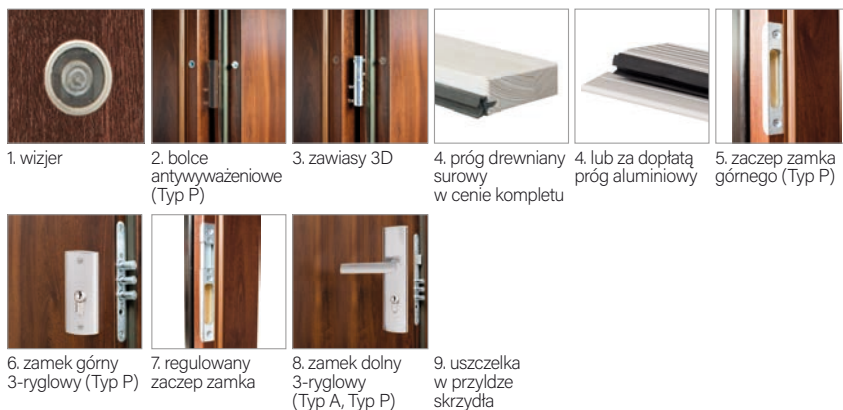 1. wizjer
2. bolce
antywyważeniowe
(Typ P)
3. zawiasy 3D
4. próg drewniany
surowy
w cenie kompletu
4. lub za dopłatą
próg aluminiowy
5. zaczep zamka
górnego (Typ P)
6. zamek górny
3-ryglowy (Typ P)
7. regulowany
zaczep zamka
8. zamek dolny
3-ryglowy
(Typ A, Typ P)
9. uszczelka
w przyldze
skrzydła